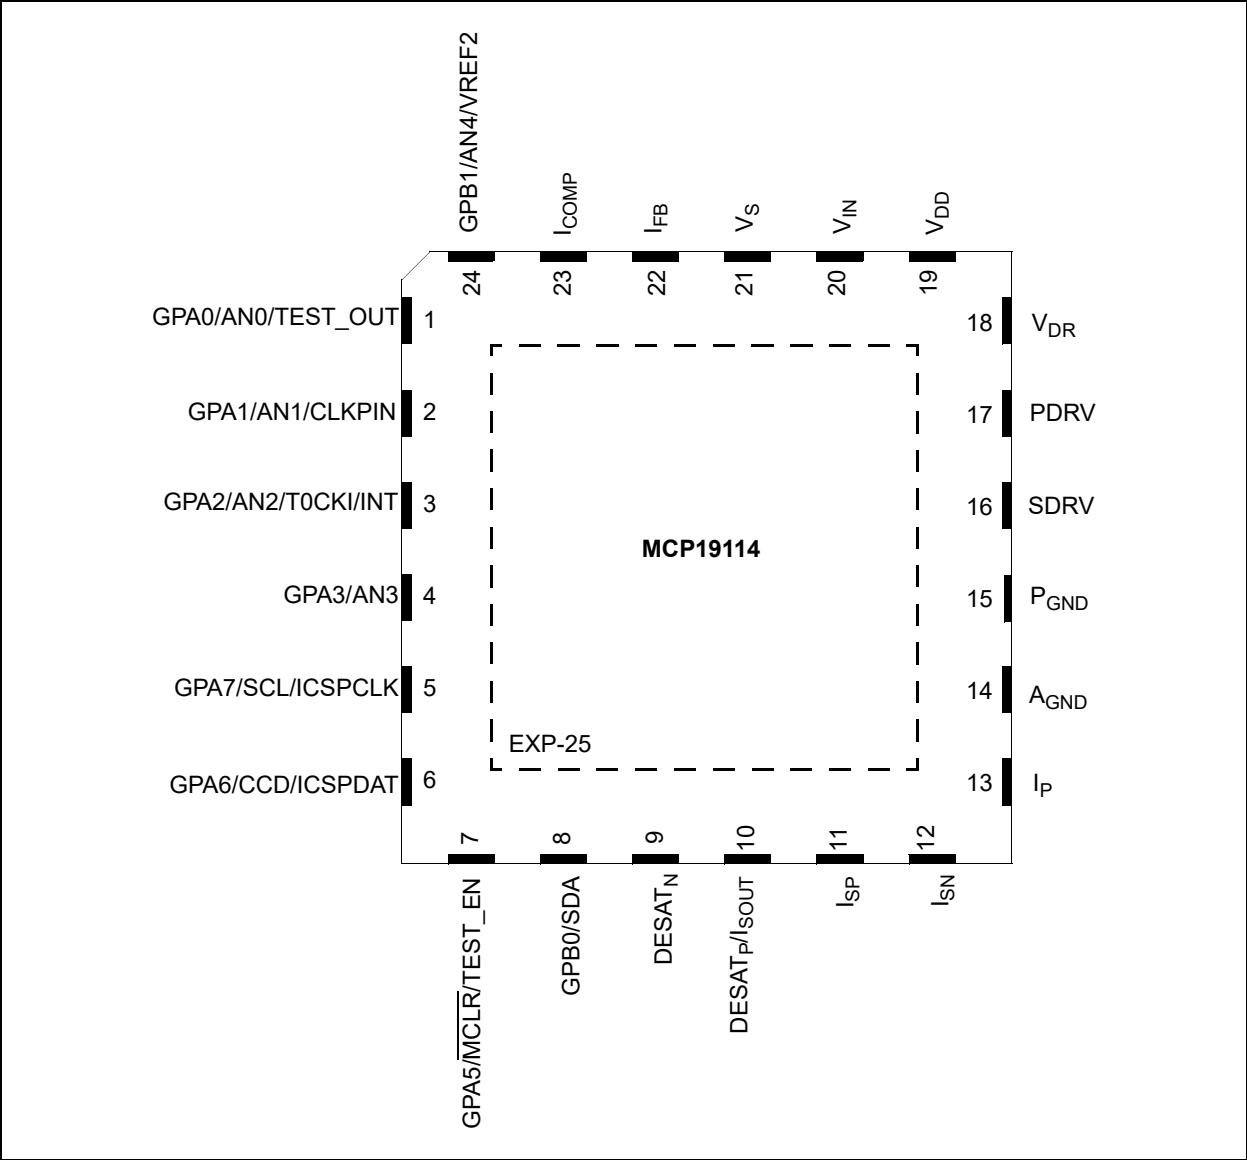 GPB1/AN4/VREF2
ICOMP
IFB
VS
VIN
VDD
24
23
22
21
20
19
GPA0/AN0/TEST_OUT 1
18 VDR
GPA1/AN1/CLKPIN 2
17 PDRV
GPA2/AN2/T0CKI/INT 3
16 SDRV
MCP19114
GPA3/AN3 4
15 PGND
GPA7/SCL/ICSPCLK 5
14 AGND
EXP-25
GPA6/CCD/ICSPDAT 6
13 IP
7
8
9
10
11
12
GPA5/MCLR/TEST_EN
GPB0/SDA
DESATN
DESATP/ISOUT
ISP
ISN